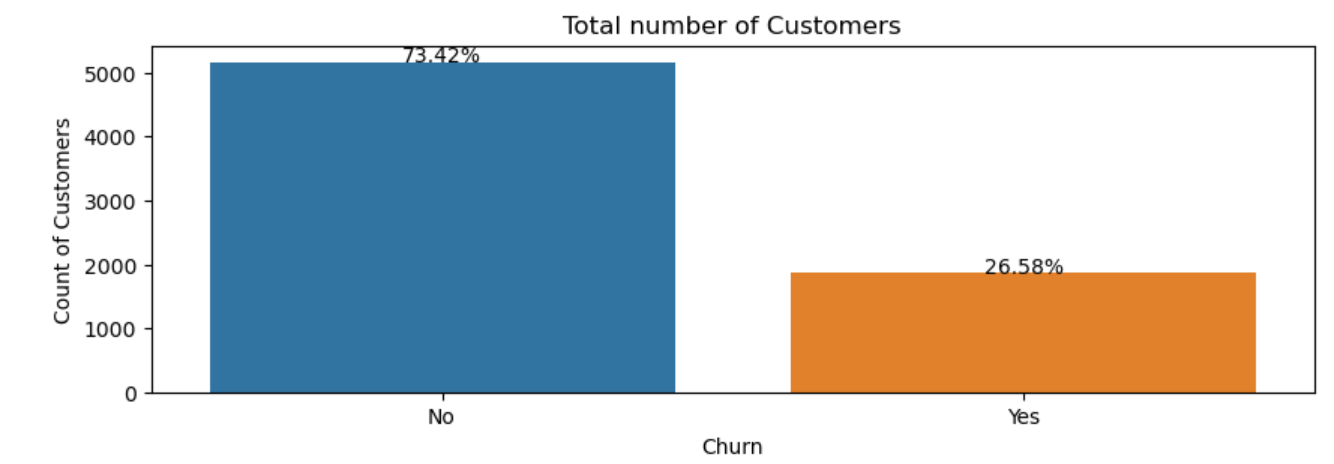 Total number of Customers
73.42%
5000
4000
3000
2000
1000
0
Count of Customers
26.58%
No
Yes
Churn